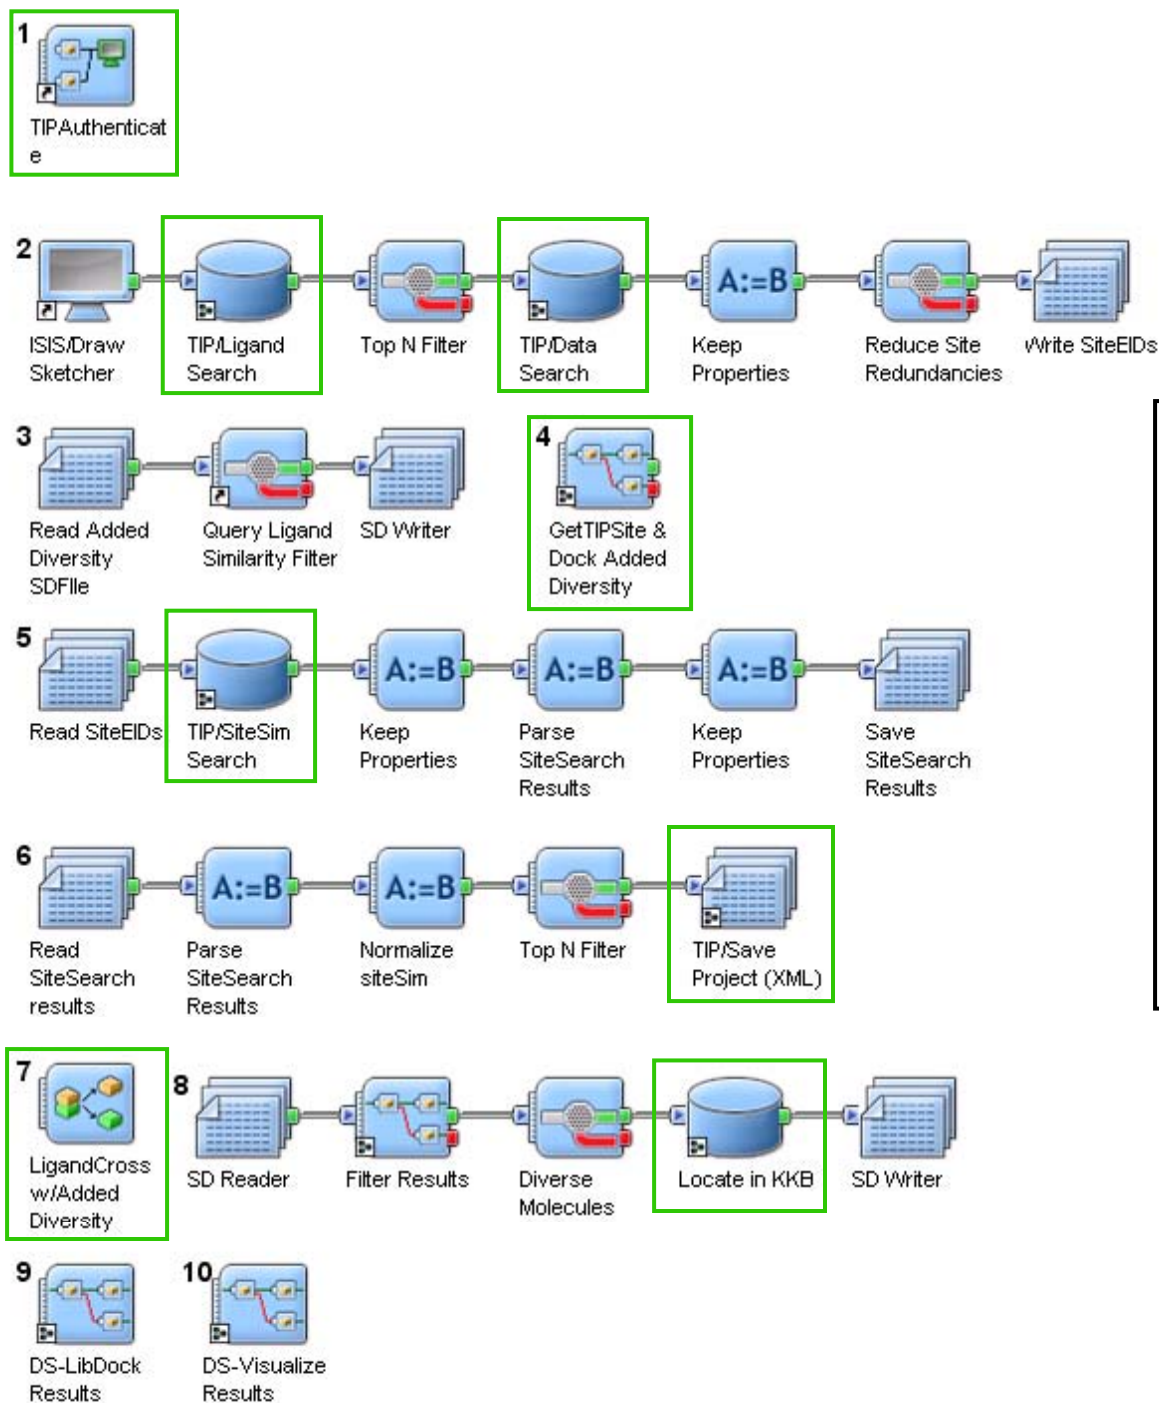 1
TIPAuthenticat
e
2
ISIS/Draw
Sketcher
TIP/Ligand
Search
Top N Filter
TIP/Data
Search
A:=B
Keep
Properties
Reduce Site
Redundancies
Write SiteEIDs
3
Read Added
Diversity
SDFIle
Query Ligand
Similarity Filter
SD Writer
4
GetTIPSite &
Dock Added
Diversity
5
Read SiteEIDs
TIP/SiteSim
Search
A:=B
Keep
Properties
A:=B
Parse
SiteSearch
Results
A:=B
Keep
Properties
Save
SiteSearch
Results
6
Read
SiteSearch
results
A:=B
Parse
SiteSearch
Results
A:=B
Normalize
siteSim
Top N Filter
TIP/Save
Project (XML)
7
LigandCross
w/Added
Diversity
8
SD Reader
Filter Results
Diverse
Molecules
Locate in KKB
SD Writer
9
DS-LibDock
Results
10
DS-Visualize
Results